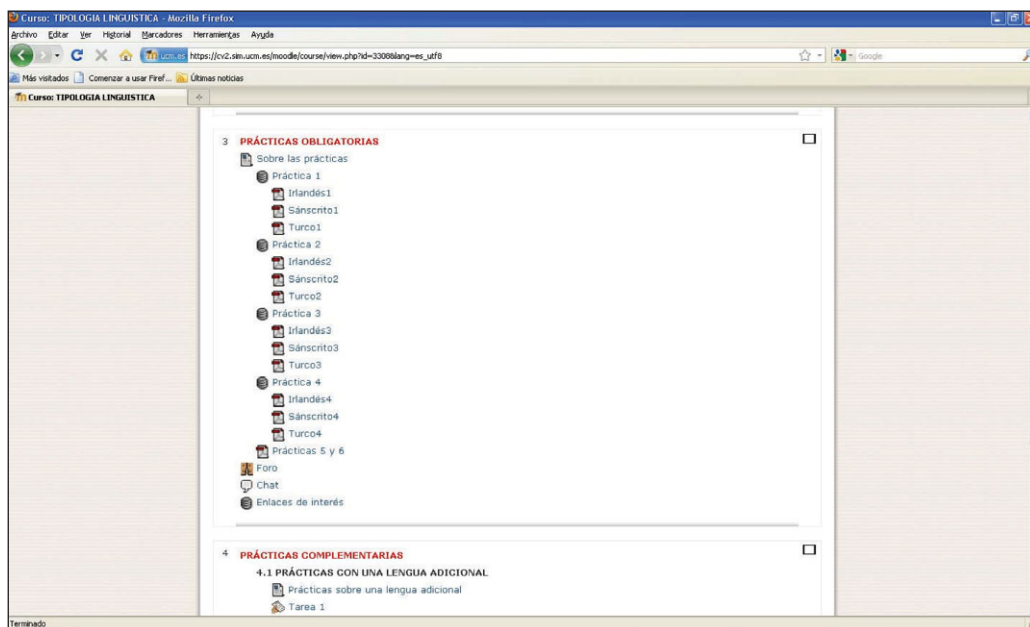 Curso: TIPOLOGIA LINGUISTICA - Mozilla Firefox
Archivo Editar Ver Historial Marcadores Herramientas Ayuda
ucm.es https://cv2.sim.ucm.es/moodle/course/view.php?id=3308&lang=es_utf8 Google
Más visitados Comenzar a usar Firef... Últimas noticias
Curso: TIPOLOGIA LINGUISTICA
3 PRÁCTICAS OBLIGATORIAS
Sobre las prácticas
Práctica 1
Irlandés1
Sánscrito1
Turco1
Práctica 2
Irlandés2
Sánscrito2
Turco2
Práctica 3
Irlandés3
Sánscrito3
Turco3
Práctica 4
Irlandés4
Sánscrito4
Turco4
Prácticas 5 y 6
Foro
Chat
Enlaces de interés
4 PRÁCTICAS COMPLEMENTARIAS
4.1 PRÁCTICAS CON UNA LENGUA ADICIONAL
Prácticas sobre una lengua adicional
Tarea 1
Terminado